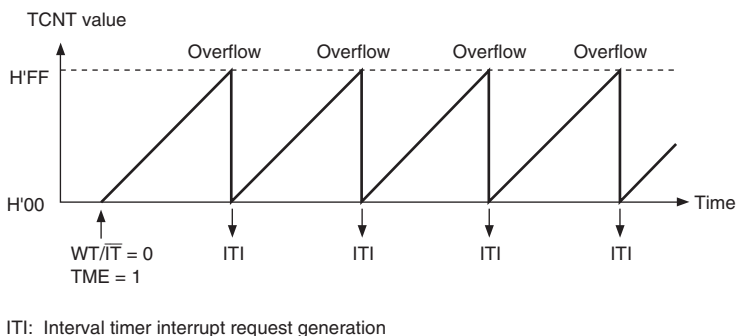 TCNT value
Overflow Overflow Overflow Overflow
H'FF
H'00
Time
WT/I̅T̅ = 0
TME = 1
ITI ITI ITI ITI
ITI: Interval timer interrupt request generation